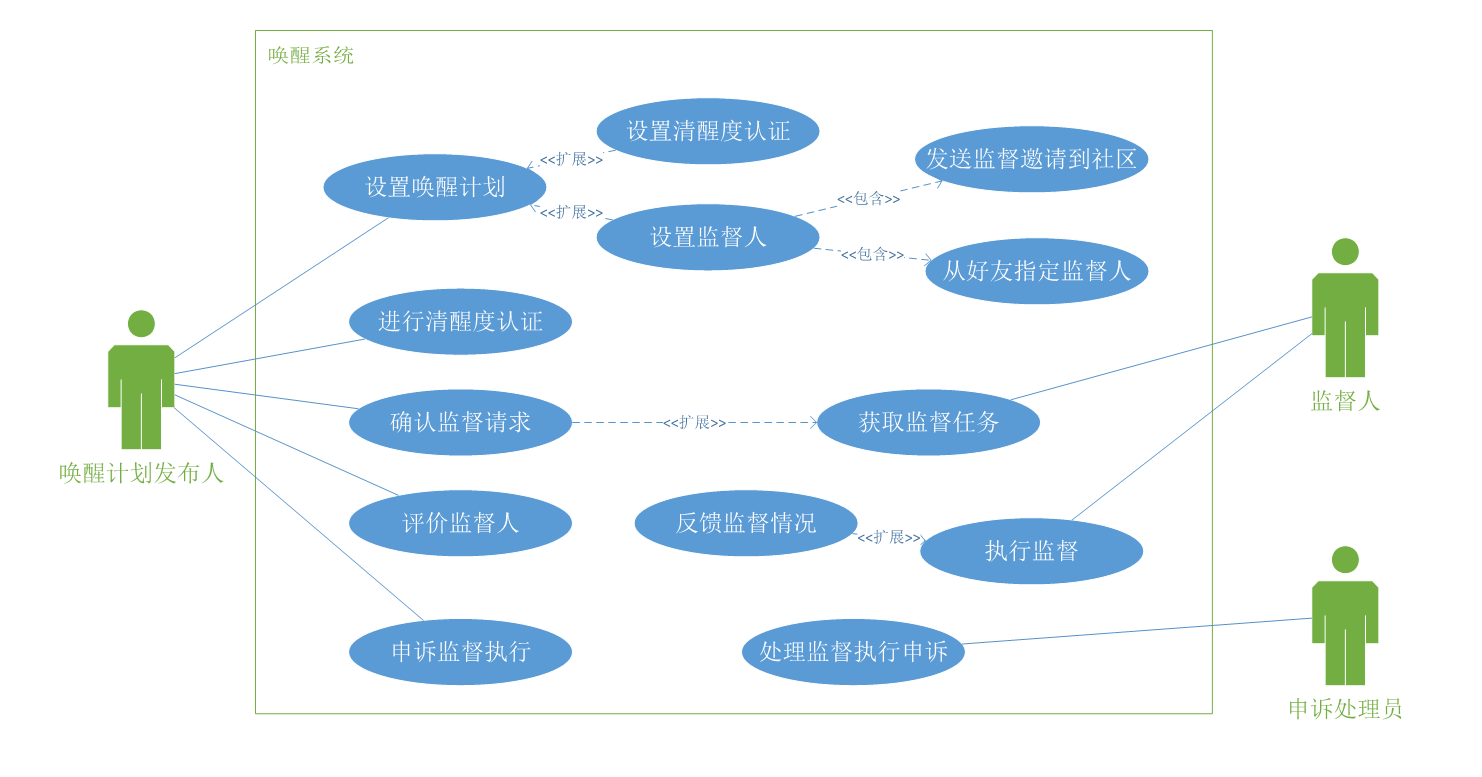 唤醒系统
设置清醒度认证
发送监督邀请到社区
<<扩展>>
设置唤醒计划
<<包含>>
<<扩展>>
设置监督人
<<包含>>
从好友指定监督人
进行清醒度认证
监督人
确认监督请求
<<扩展>>
获取监督任务
唤醒计划发布人
评价监督人
反馈监督情况
<<扩展>>
执行监督
申诉监督执行
处理监督执行申诉
申诉处理员